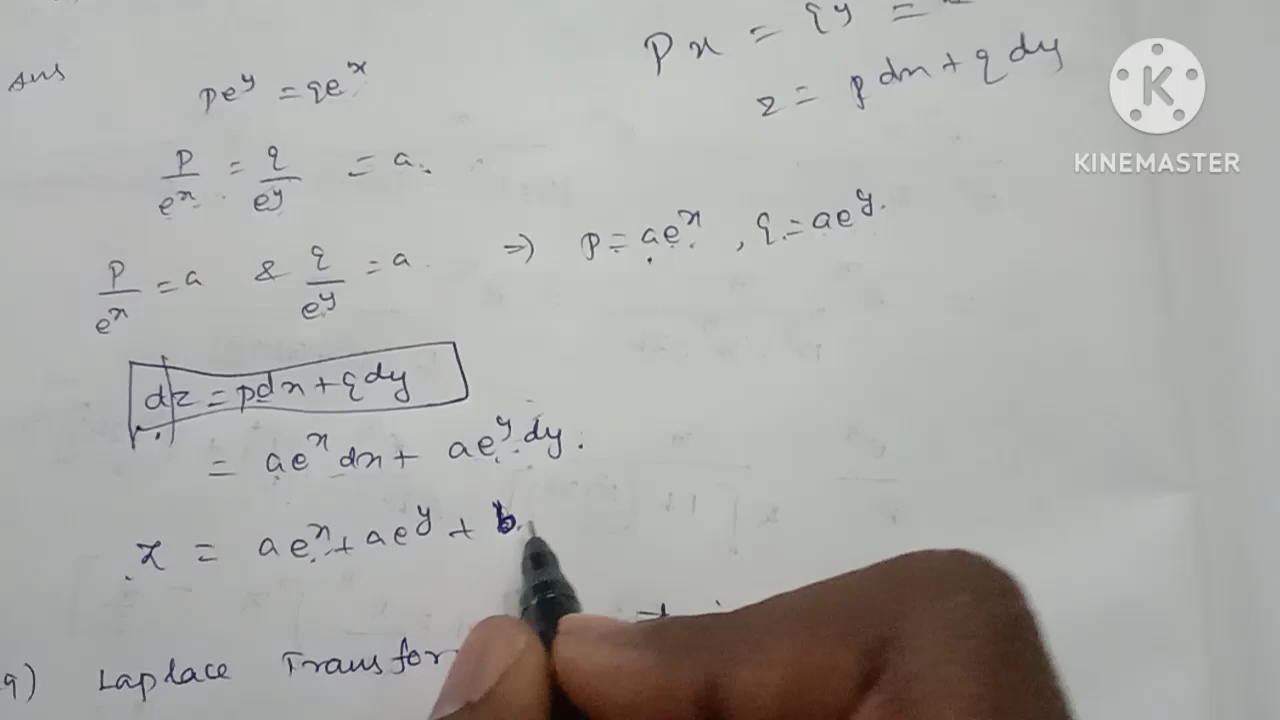 Px = qy =
z = pdx + qdy
KINEMASTER
Ans
pe^y = qe^x
p/e^x = q/e^y = a.
p/e^x = a & q/e^y = a. => p = ae^x, q = ae^y.
dz = pdx + qdy
= ae^x dx + ae^y dy.
z = ae^x + ae^y + b.
9) Laplace Transfor